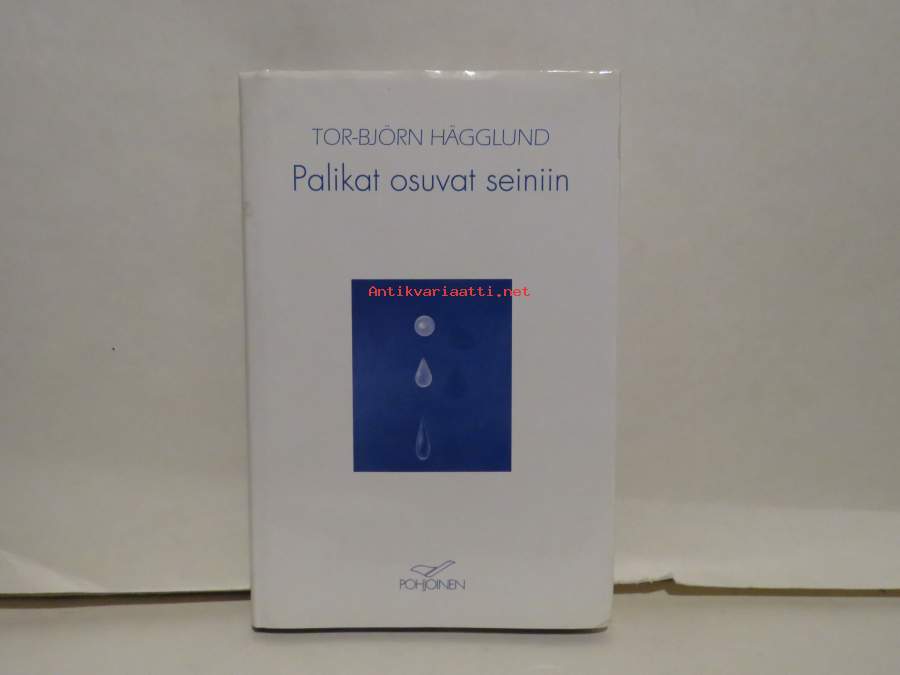 TOR-BJÖRN HÄGGLUND
Palikat osuvat seiniin
Antikvariaatti.net
POHJOINEN